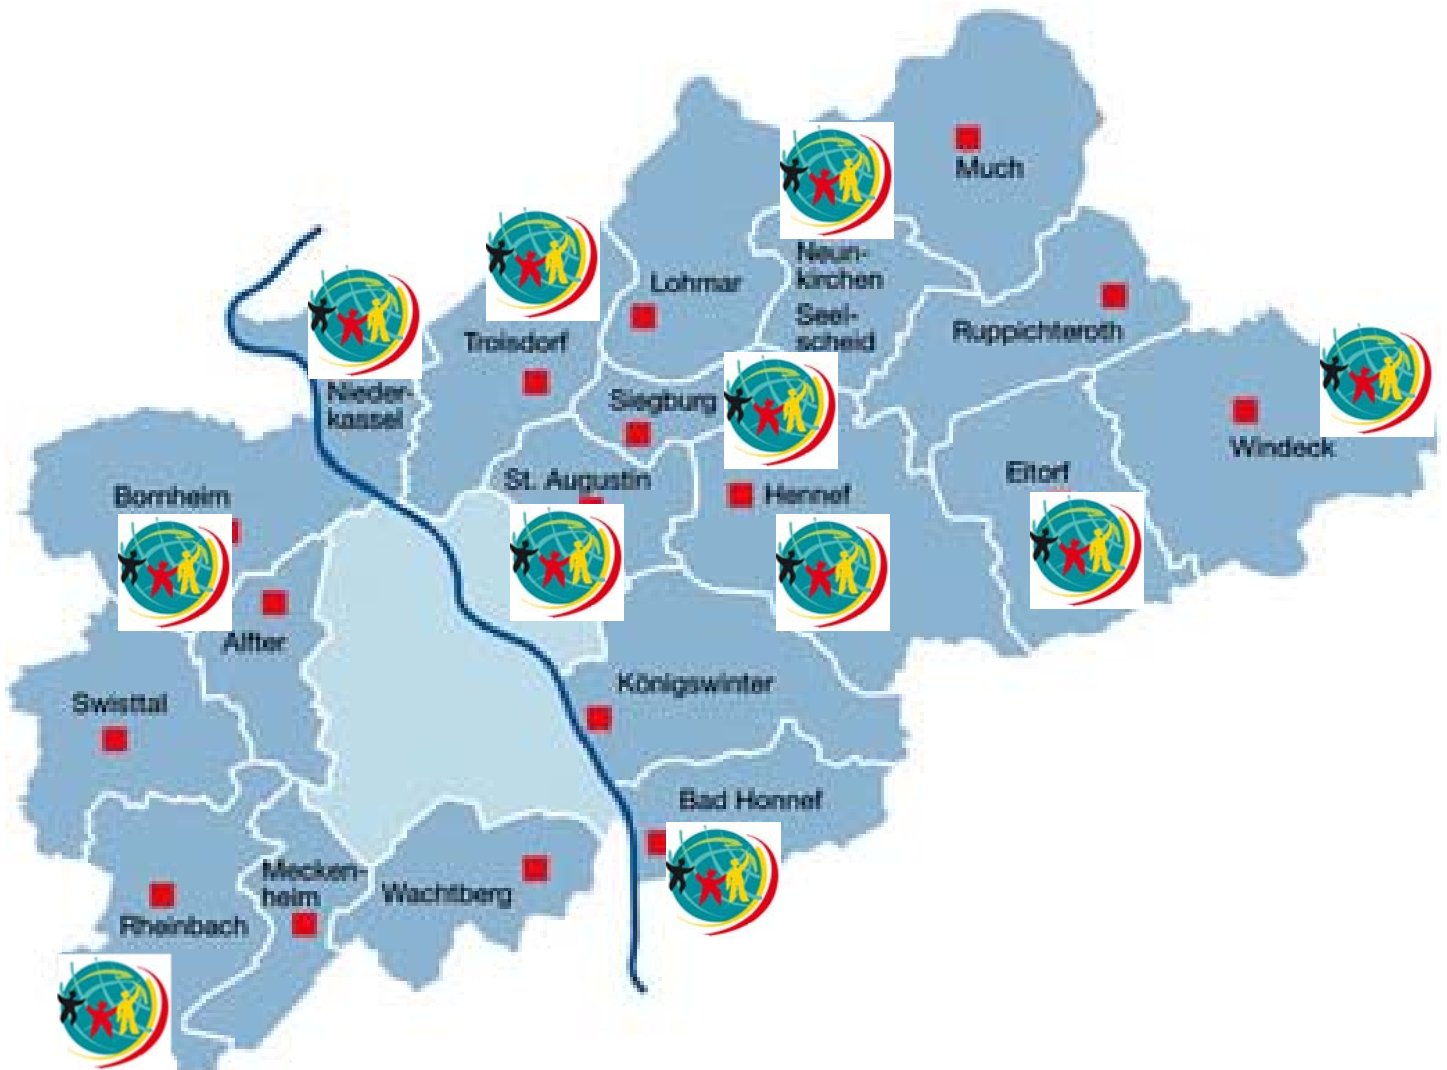 Much
Neun-
kirchen
Seel-
scheid
Lohmar
Troisdorf
Ruppichteroth
Nieder-
kassel
Siegburg
Windeck
St. Augustin
Hennef
Eitorf
Bornheim
Alfter
Königswinter
Swisttal
Bad Honnef
Mecken-
heim
Wachtberg
Rheinbach